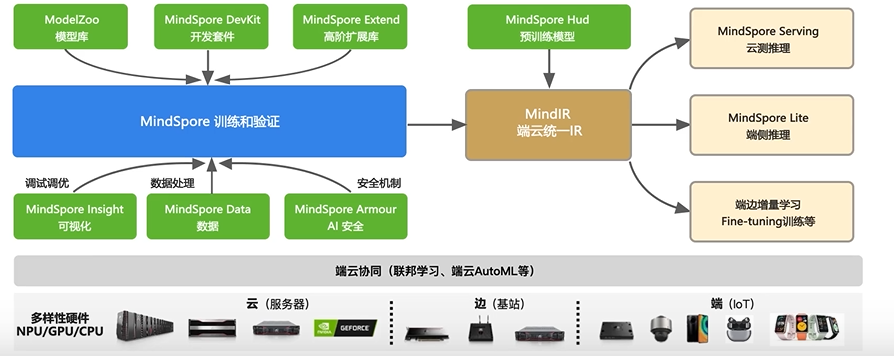 ModelZoo
模型库
MindSpore DevKit
开发套件
MindSpore Extend
高阶扩展库
MindSpore Hud
预训练模型
MindSpore Serving
云测推理
MindSpore 训练和验证
MindIR
端云统一IR
MindSpore Lite
端侧推理
调试调优
数据处理
安全机制
MindSpore Insight
可视化
MindSpore Data
数据
MindSpore Armour
AI 安全
端边增量学习
Fine-tuning训练等
端云协同（联邦学习、端云AutoML等）
多样性硬件
NPU/GPU/CPU
云（服务器）
边（基站）
端（IoT）
NVIDIA
GEFORCE